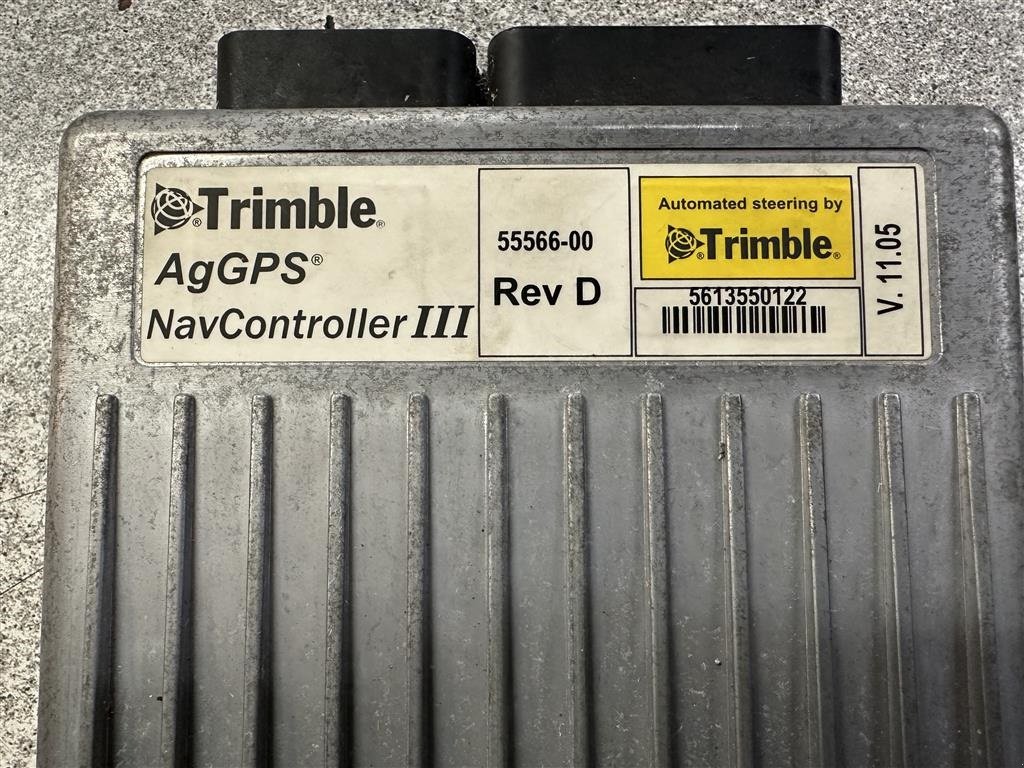 Trimble®
AgGPS®
NavController III
55566-00
Rev D
Automated steering by
®Trimble®
5613550122
V. 11.05